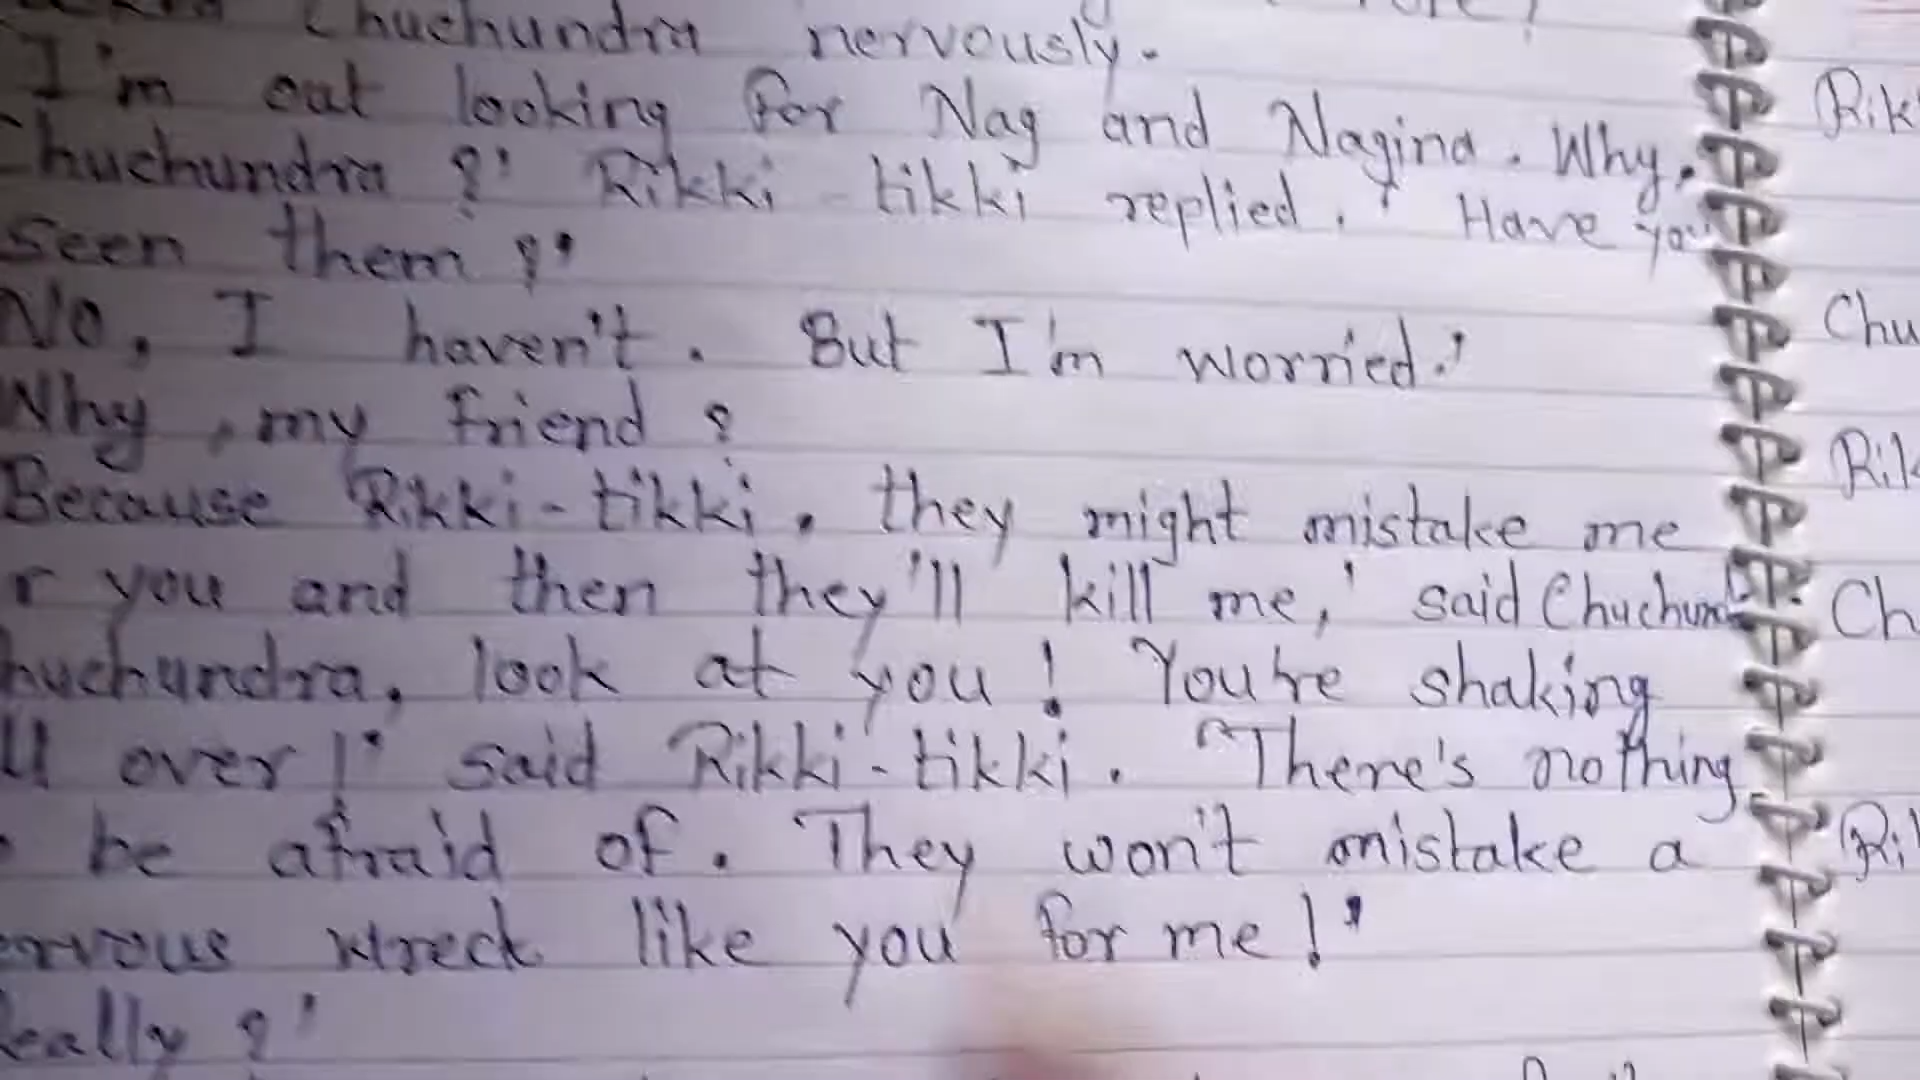 Chuchundra nervously.
I'm out looking for Nag and Nagina. Why,
Chuchundra ?' Rikki-tikki replied. ' Have you
seen them ?'
No, I haven't. But I'm worried.'
Why, my friend ?
Because Rikki-tikki, they might mistake me
r you and then they'll kill me,' said Chuchund
huchundra, look at you! You're shaking
ll over!' said Rikki-tikki. 'There's nothing
be afraid of. They won't mistake a
ervous wreck like you for me!'
Really ?'
Rik
Chu
Rik
Ch
Rik